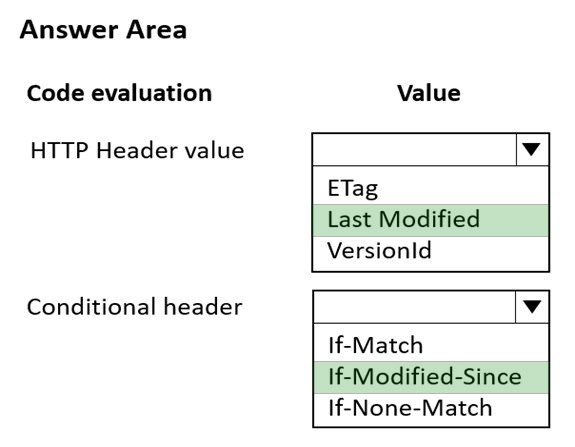 Answer Area
Code evaluation Value
HTTP Header value
ETag
Last Modified
VersionId
Conditional header
If-Match
If-Modified-Since
If-None-Match